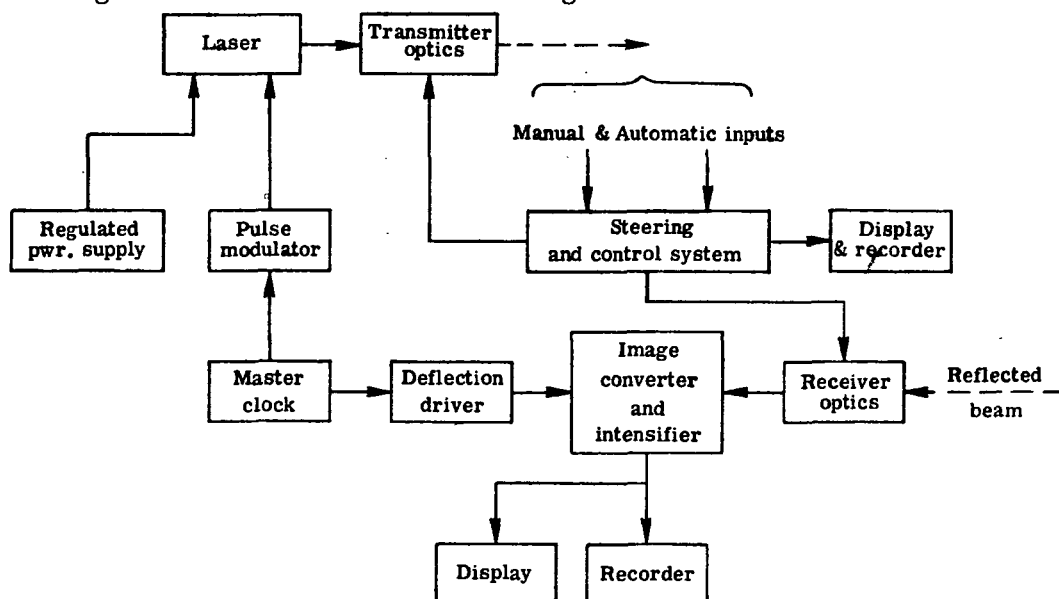 Laser
Transmitter
optics
Manual & Automatic inputs
Regulated
pwr. supply
Pulse
modulator
Steering
and control system
Display
& recorder
Master
clock
Deflection
driver
Image
converter
and
intensifier
Receiver
optics
Reflected
beam
Display
Recorder